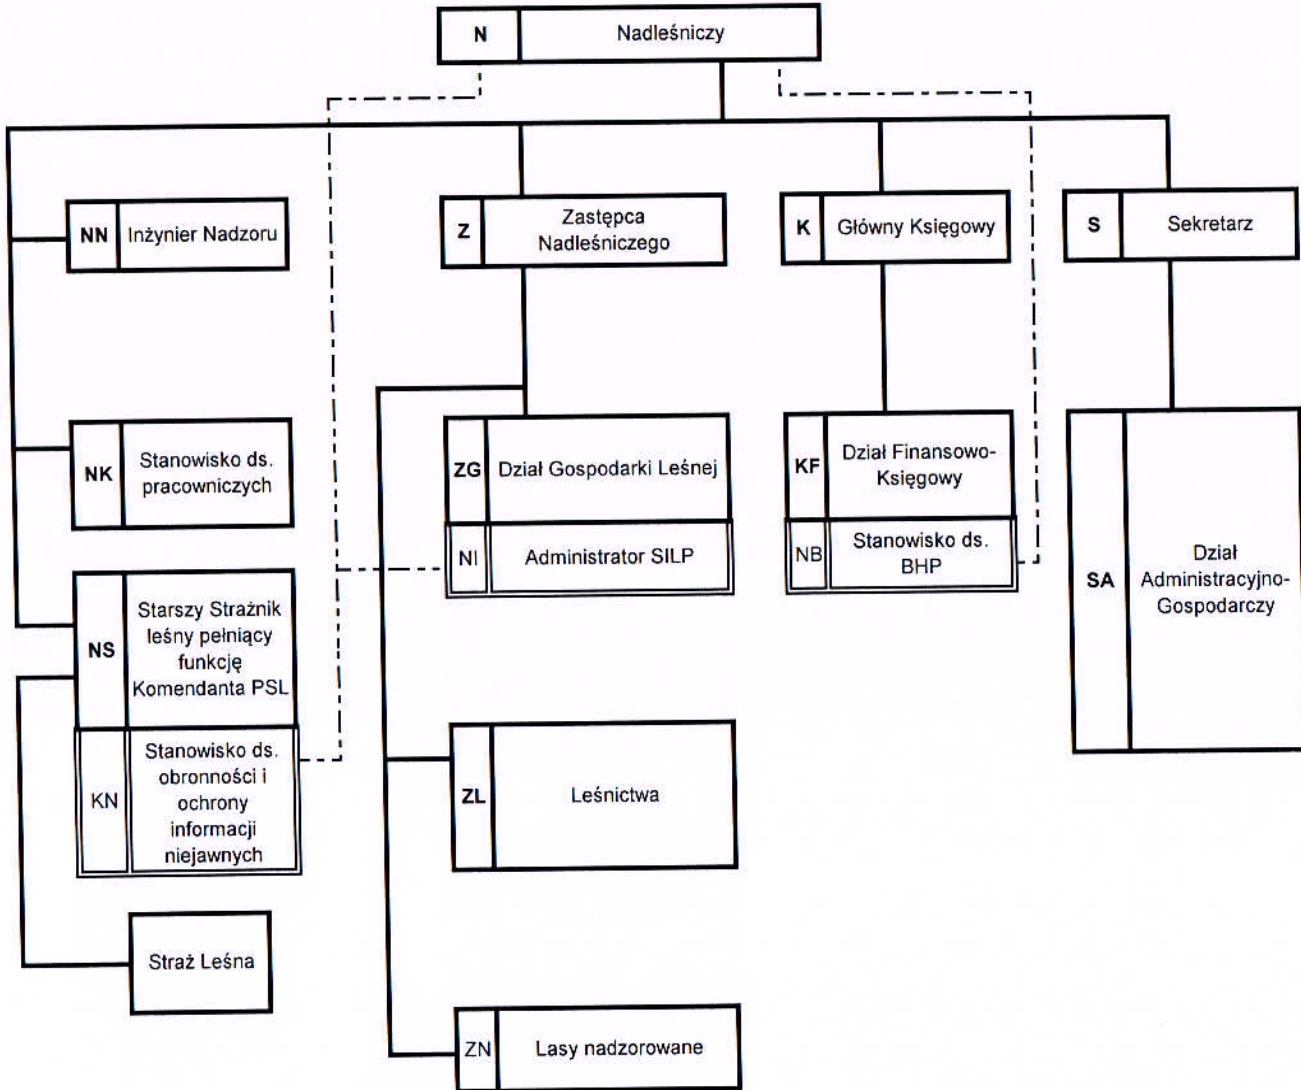 N Nadleśniczy
NN Inżynier Nadzoru
Z Zastępca
Nadleśniczego
K Główny Księgowy
S Sekretarz
NK Stanowisko ds.
pracowniczych
ZG Dział Gospodarki Leśnej
NI Administrator SILP
KF Dział Finansowo-
Księgowy
NB Stanowisko ds.
BHP
SA Dział
Administracyjno-
Gospodarczy
NS Starszy Strażnik
leśny pełniący
funkcję
Komendanta PSL
KN Stanowisko ds.
obronności i
ochrony
informacji
niejawnych
ZL Leśnictwa
Straż Leśna
ZN Lasy nadzorowane